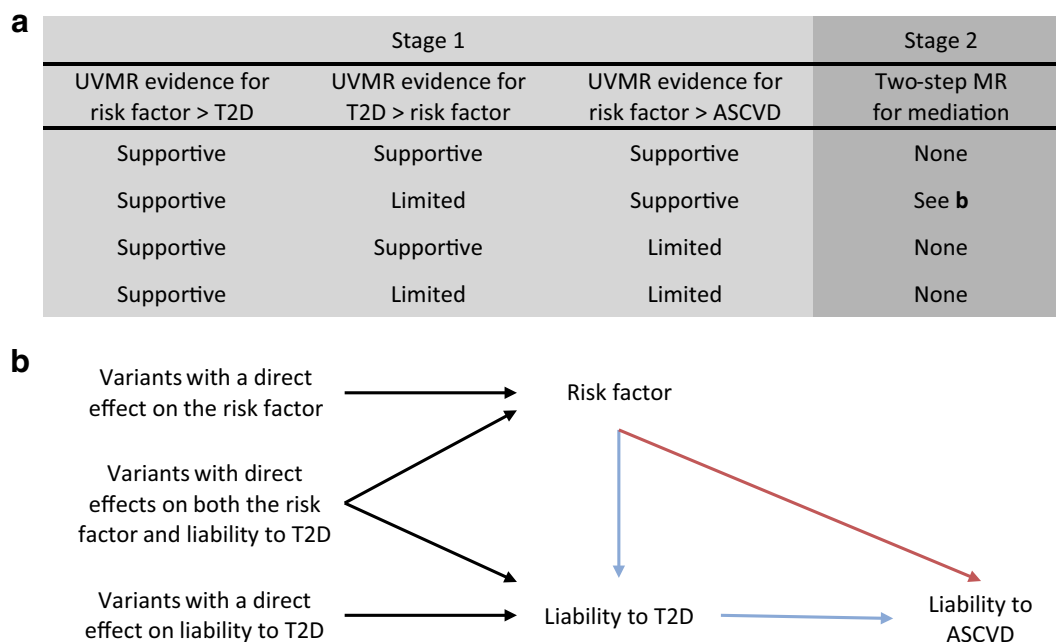 a
Stage 1 Stage 2
UVMR evidence for UVMR evidence for UVMR evidence for Two-step MR
risk factor > T2D T2D > risk factor risk factor > ASCVD for mediation
Supportive Supportive Supportive None
Supportive Limited Supportive See b
Supportive Supportive Limited None
Supportive Limited Limited None
b
Variants with a direct
effect on the risk factor
Risk factor
Variants with direct
effects on both the risk
factor and liability to T2D
Variants with a direct
effect on liability to T2D
Liability to T2D
Liability to
ASCVD